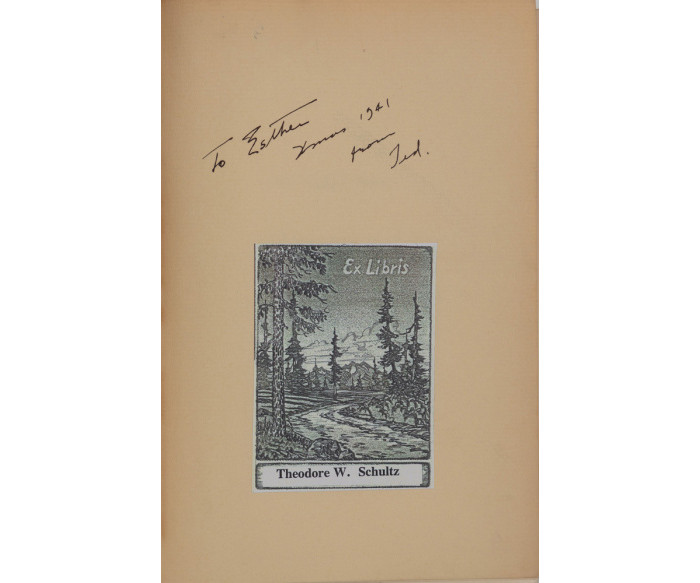 To Esther
Xmas 1941
from
Ted.
Ex Libris
Theodore W. Schultz